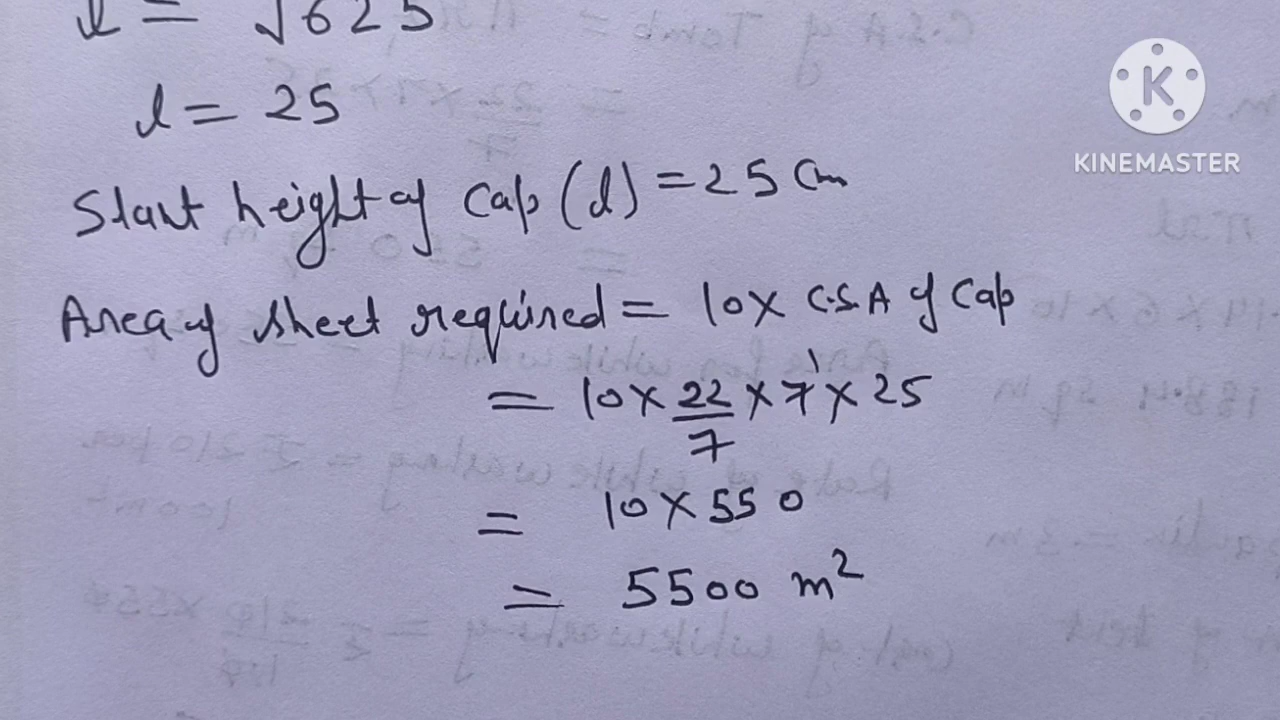 l = √625
l = 25
Slant height of Cap (l) = 25 Cm
Area of sheet required = 10 x C.S.A of Cap
= 10 x 22/7 x 7 x 25
= 10 x 550
= 5500 m²
K
KINEMASTER